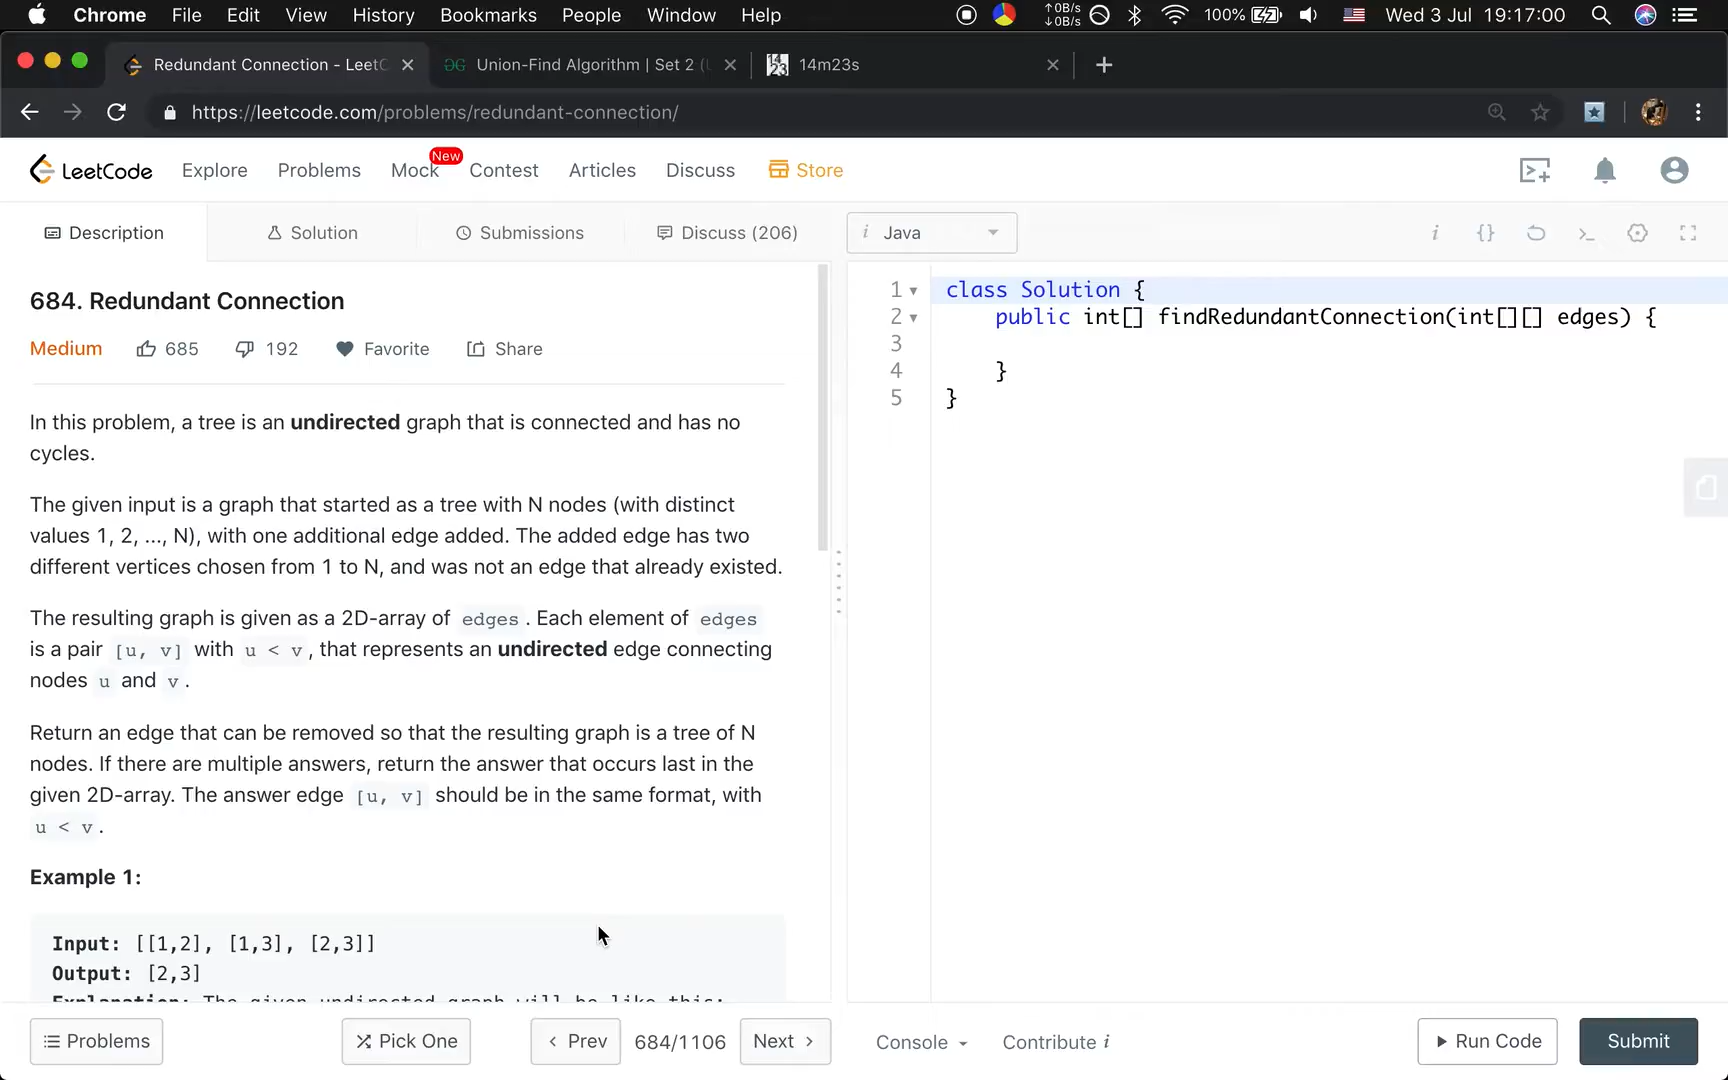 Chrome File Edit View History Bookmarks People Window Help ↑0B/s ↓0B/s 100% Wed 3 Jul 19:17:00
Redundant Connection - LeetC Union-Find Algorithm | Set 2 ( 14m23s
https://leetcode.com/problems/redundant-connection/
LeetCode Explore Problems Mock New Contest Articles Discuss Store
Description Solution Submissions Discuss (206) i Java
684. Redundant Connection
Medium 685 192 Favorite Share
In this problem, a tree is an undirected graph that is connected and has no
cycles.
The given input is a graph that started as a tree with N nodes (with distinct
values 1, 2, ..., N), with one additional edge added. The added edge has two
different vertices chosen from 1 to N, and was not an edge that already existed.
The resulting graph is given as a 2D-array of edges . Each element of edges
is a pair [u, v] with u < v , that represents an undirected edge connecting
nodes u and v .
Return an edge that can be removed so that the resulting graph is a tree of N
nodes. If there are multiple answers, return the answer that occurs last in the
given 2D-array. The answer edge [u, v] should be in the same format, with
u < v .
Example 1:
Input: [[1,2], [1,3], [2,3]]
Output: [2,3]
Explanation: The given undirected graph will be like this:
1 class Solution {
2 public int[] findRedundantConnection(int[][] edges) {
3
4 }
5 }
Problems Pick One Prev 684/1106 Next Console Contribute i Run Code Submit